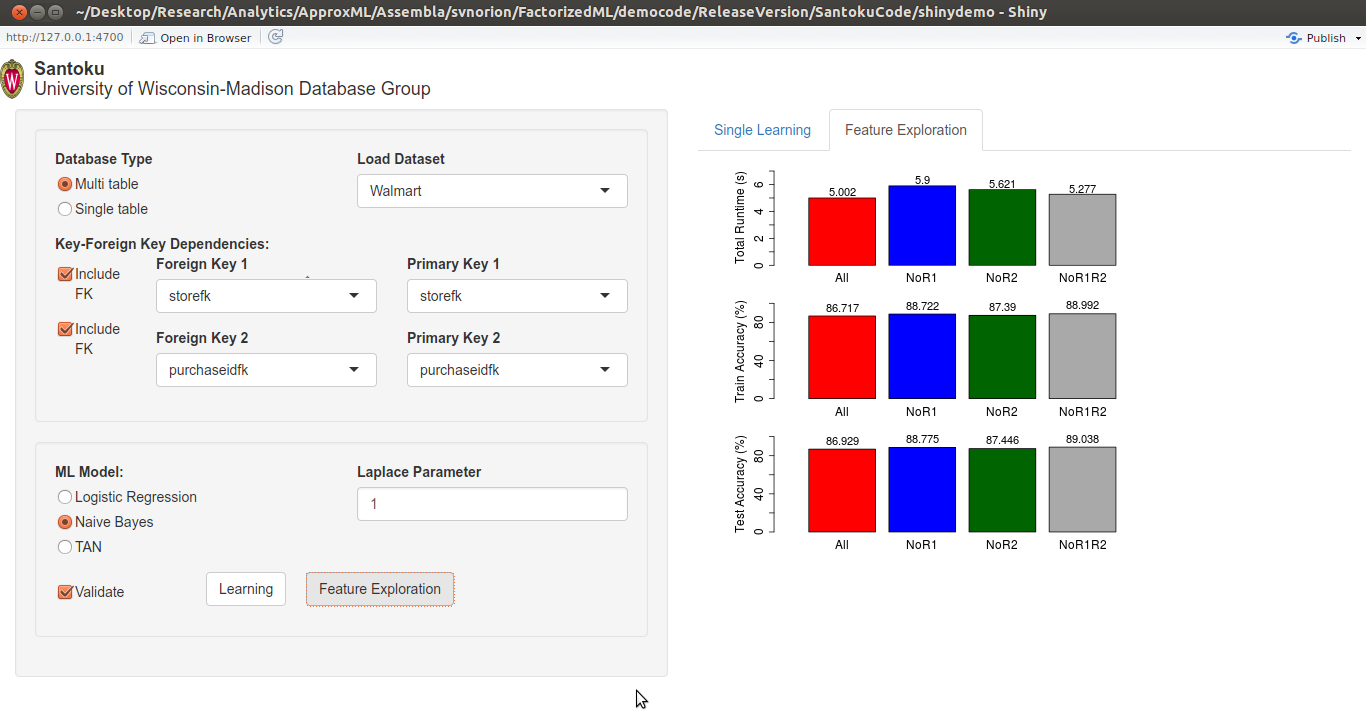 ~/Desktop/Research/Analytics/ApproxML/Assembla/svnorion/FactorizedML/democode/ReleaseVersion/SantokuCode/shinydemo - Shiny
http://127.0.0.1:4700 Open in Browser Publish
W
Santoku
University of Wisconsin-Madison Database Group
Database Type
Multi table
Single table
Load Dataset
Walmart
Key-Foreign Key Dependencies:
Include
FK
Foreign Key 1
storefk
Primary Key 1
storefk
Include
FK
Foreign Key 2
purchaseidfk
Primary Key 2
purchaseidfk
ML Model:
Logistic Regression
Naive Bayes
TAN
Laplace Parameter
1
Validate
Learning
Feature Exploration
Single Learning
Feature Exploration
Total Runtime (s)
6
4
2
0
5.002
5.9
5.621
5.277
All NoR1 NoR2 NoR1R2
Train Accuracy (%)
80
40
0
86.717
88.722
87.39
88.992
All NoR1 NoR2 NoR1R2
Test Accuracy (%)
80
40
0
86.929
88.775
87.446
89.038
All NoR1 NoR2 NoR1R2